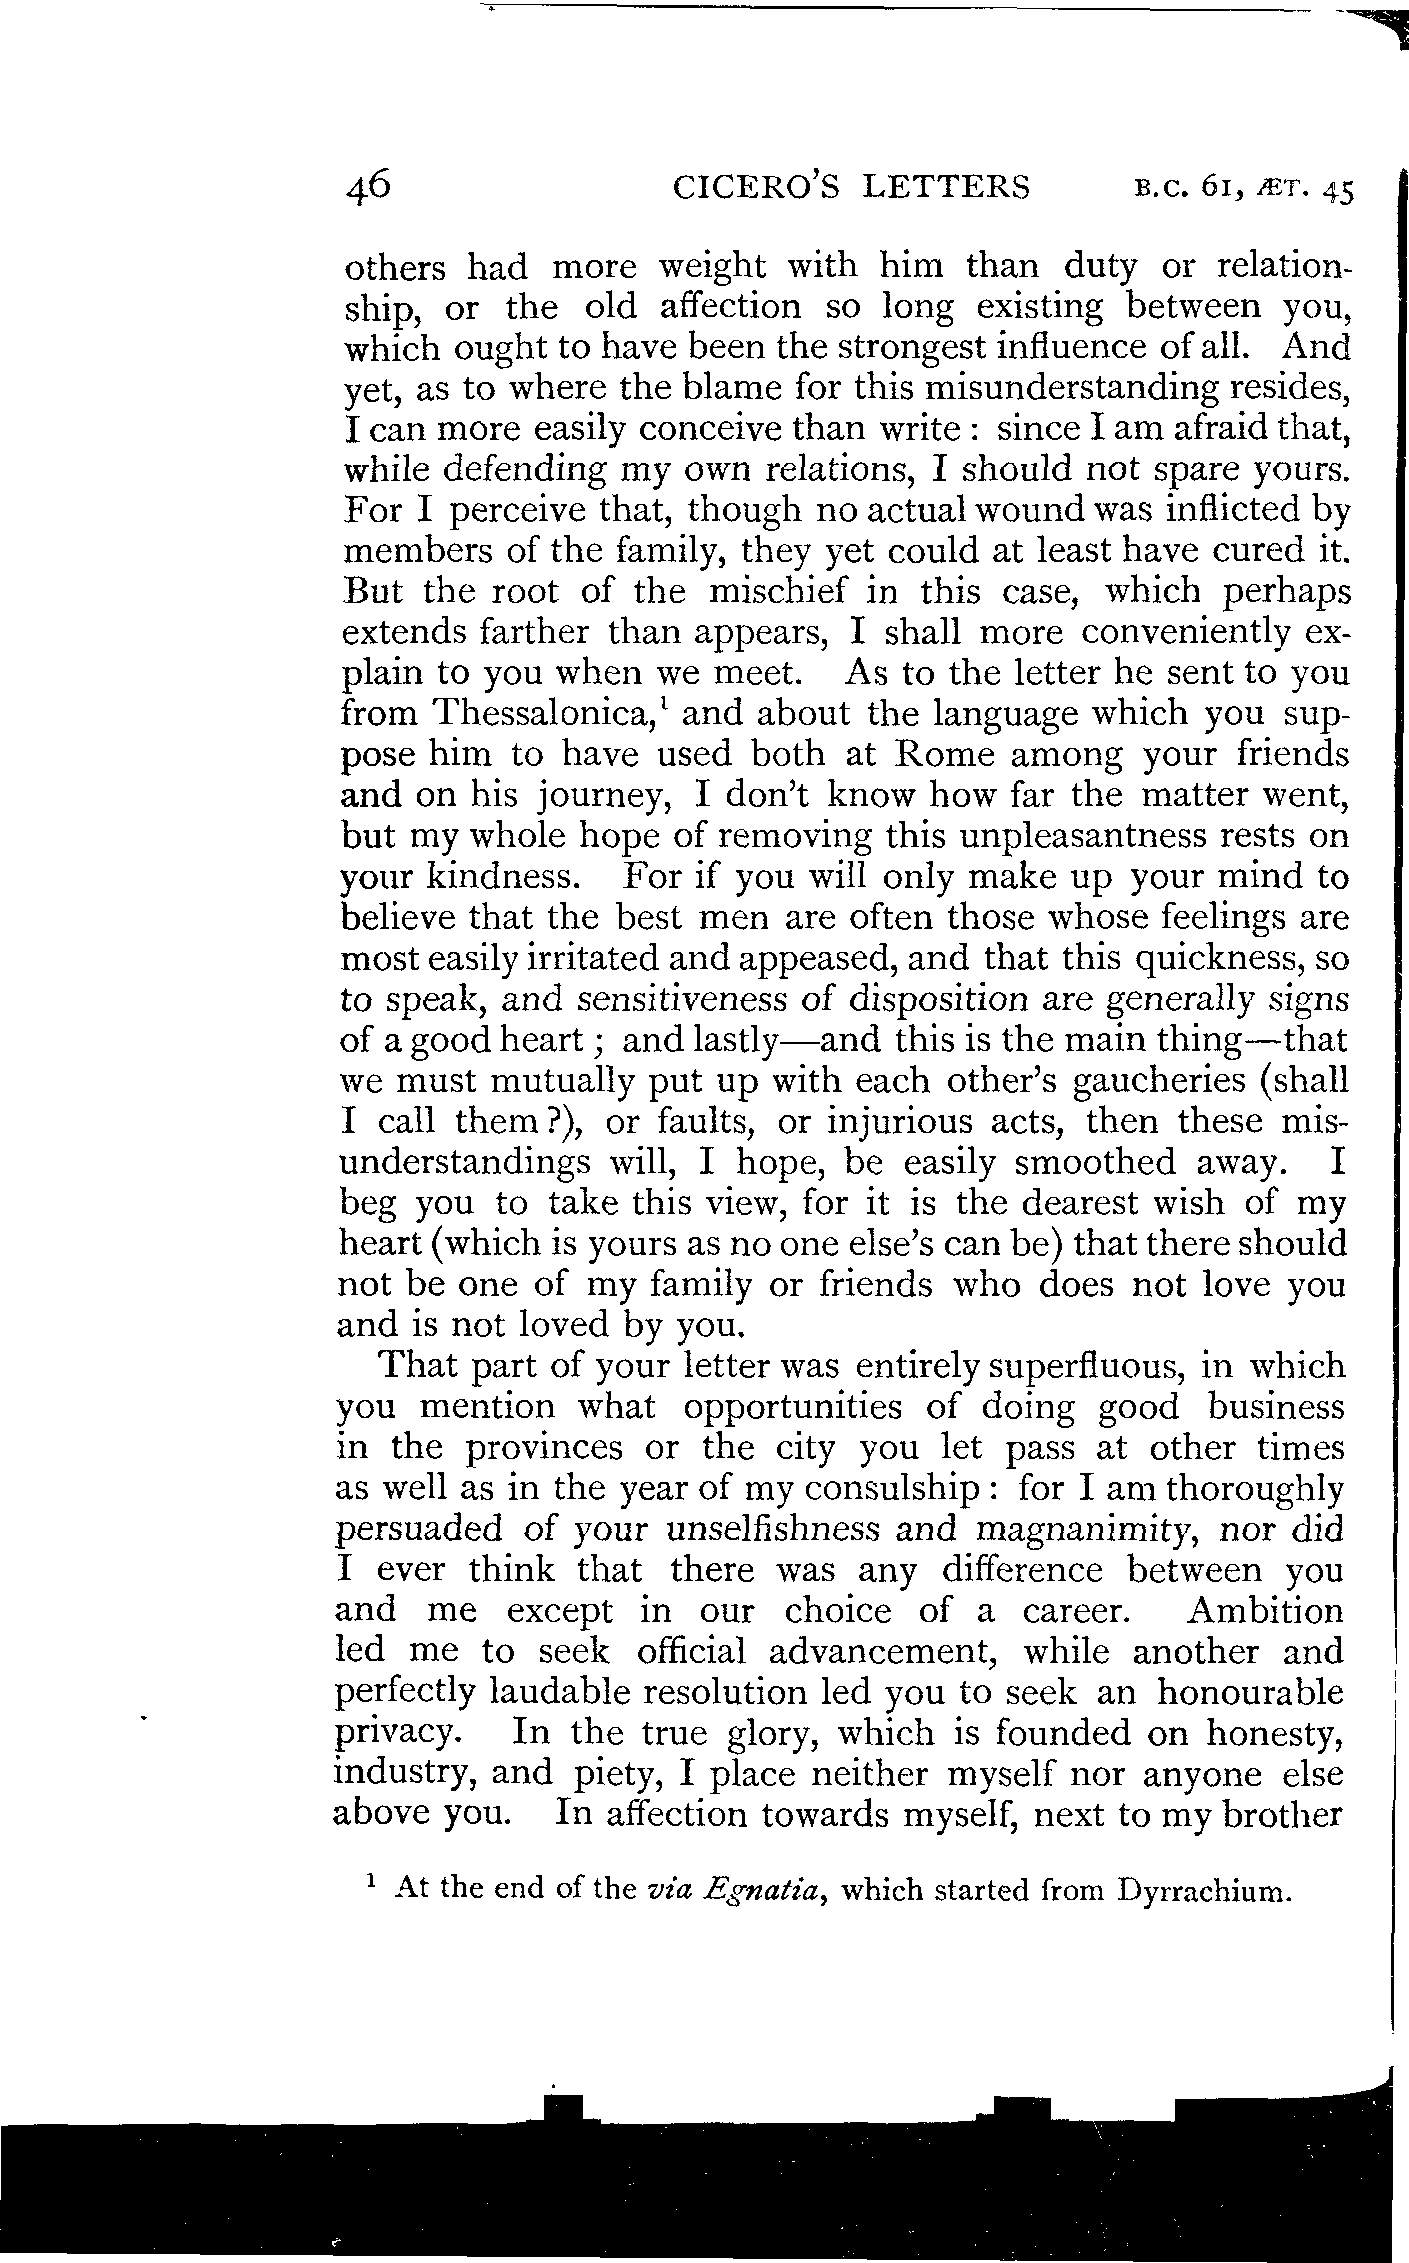 46 CICERO'S LETTERS B.C. 61, ÆT. 45
others had more weight with him than duty or relation-
ship, or the old affection so long existing between you,
which ought to have been the strongest influence of all. And
yet, as to where the blame for this misunderstanding resides,
I can more easily conceive than write : since I am afraid that,
while defending my own relations, I should not spare yours.
For I perceive that, though no actual wound was inflicted by
members of the family, they yet could at least have cured it.
But the root of the mischief in this case, which perhaps
extends farther than appears, I shall more conveniently ex-
plain to you when we meet. As to the letter he sent to you
from Thessalonica,¹ and about the language which you sup-
pose him to have used both at Rome among your friends
and on his journey, I don't know how far the matter went,
but my whole hope of removing this unpleasantness rests on
your kindness. For if you will only make up your mind to
believe that the best men are often those whose feelings are
most easily irritated and appeased, and that this quickness, so
to speak, and sensitiveness of disposition are generally signs
of a good heart ; and lastly—and this is the main thing—that
we must mutually put up with each other's gaucheries (shall
I call them ?), or faults, or injurious acts, then these mis-
understandings will, I hope, be easily smoothed away. I
beg you to take this view, for it is the dearest wish of my
heart (which is yours as no one else's can be) that there should
not be one of my family or friends who does not love you
and is not loved by you.
That part of your letter was entirely superfluous, in which
you mention what opportunities of doing good business
in the provinces or the city you let pass at other times
as well as in the year of my consulship : for I am thoroughly
persuaded of your unselfishness and magnanimity, nor did
I ever think that there was any difference between you
and me except in our choice of a career. Ambition
led me to seek official advancement, while another and
perfectly laudable resolution led you to seek an honourable
privacy. In the true glory, which is founded on honesty,
industry, and piety, I place neither myself nor anyone else
above you. In affection towards myself, next to my brother
¹ At the end of the via Egnatia, which started from Dyrrachium.